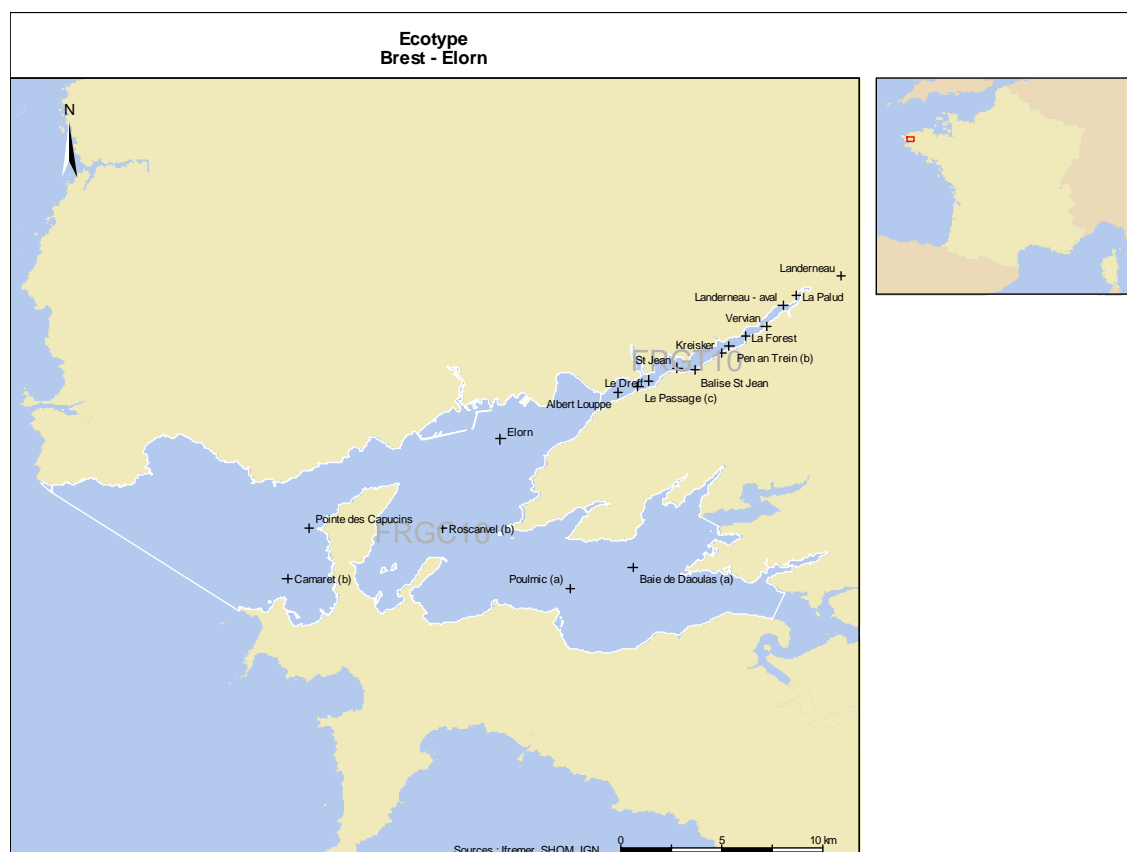 Ecotype
Brest - Elorn
N
Landerneau
Landerneau - aval
La Palud
Vervian
La Forest
Kreisker
FRGT10
Pen an Trein (b)
St Jean
Balise St Jean
Le Dreff
Le Passage (c)
Albert Louppe
Elorn
Pointe des Capucins
FRGC16
Roscanvel (b)
Camaret (b)
Poulmic (a)
Baie de Daoulas (a)
0 5 10 km
Sources : Ifremer, SHOM, IGN